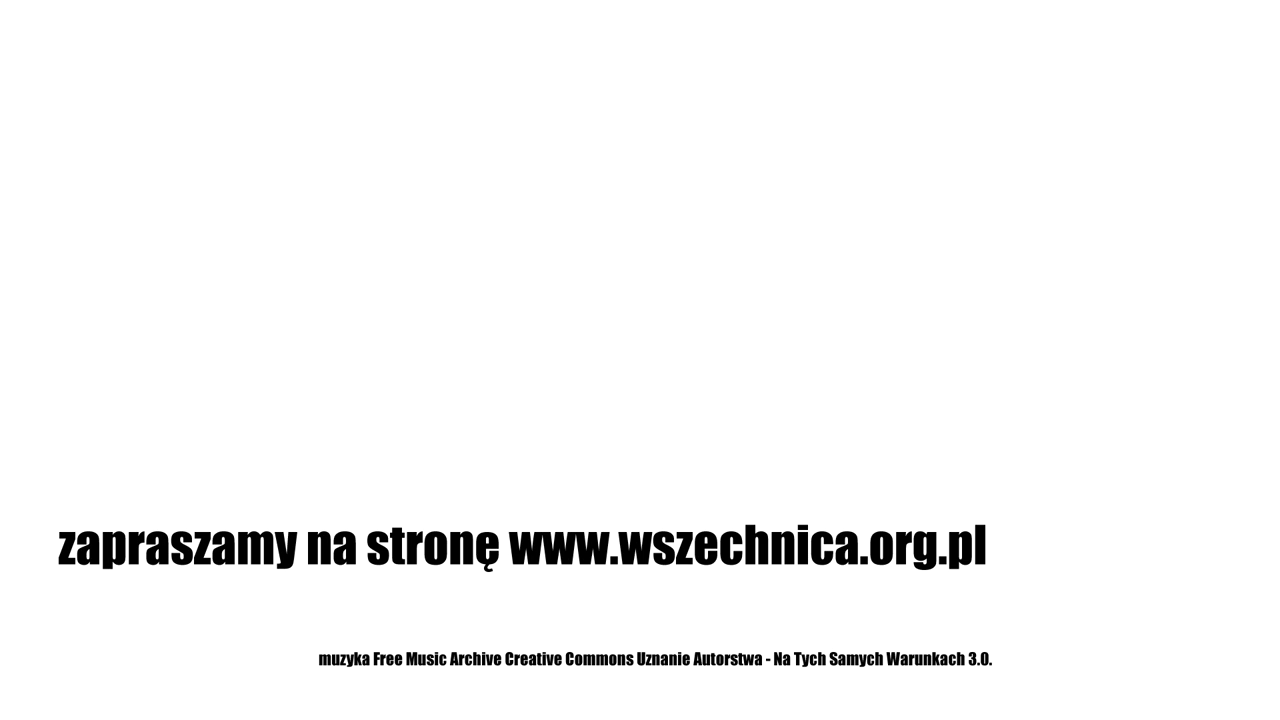 zapraszamy na stronę www.wszechnica.org.pl
muzyka Free Music Archive Creative Commons Uznanie Autorstwa - Na Tych Samych Warunkach 3.0.